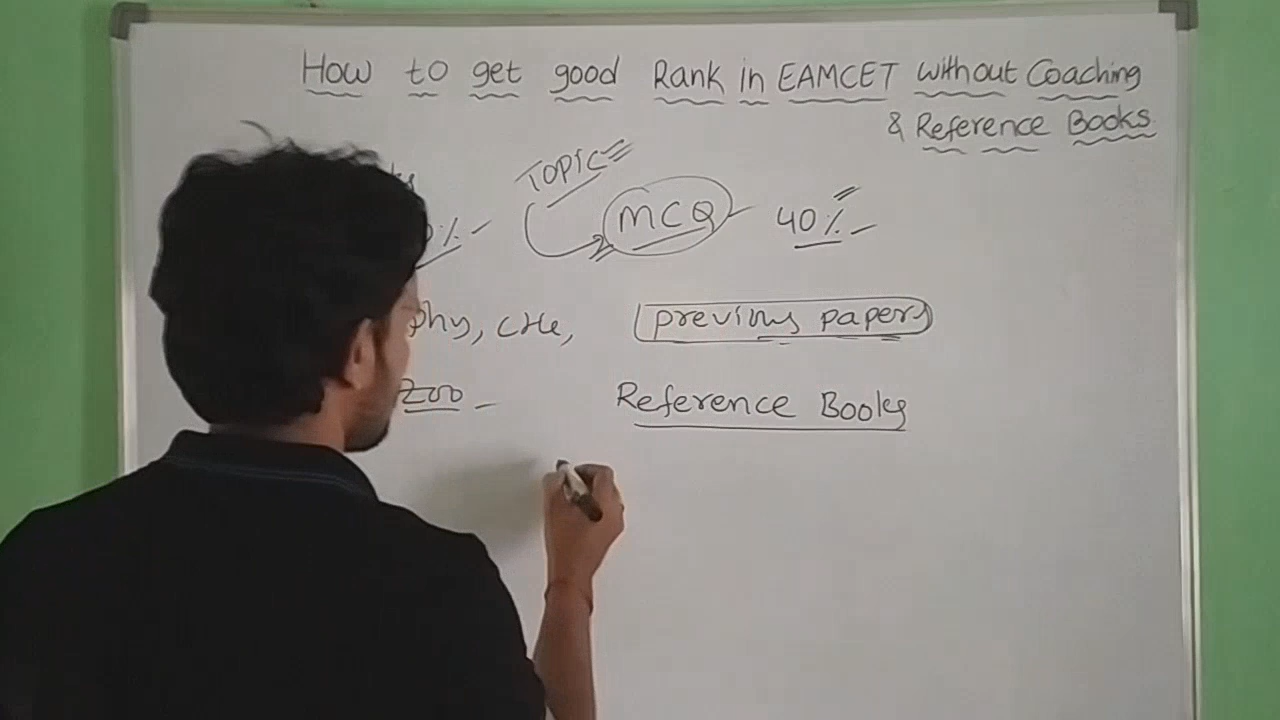 How to get good Rank in EAMCET without Coaching
& Reference Books
TOPIC
MCQ 40%
phy, CHe, previous papers
Zoo Reference Books